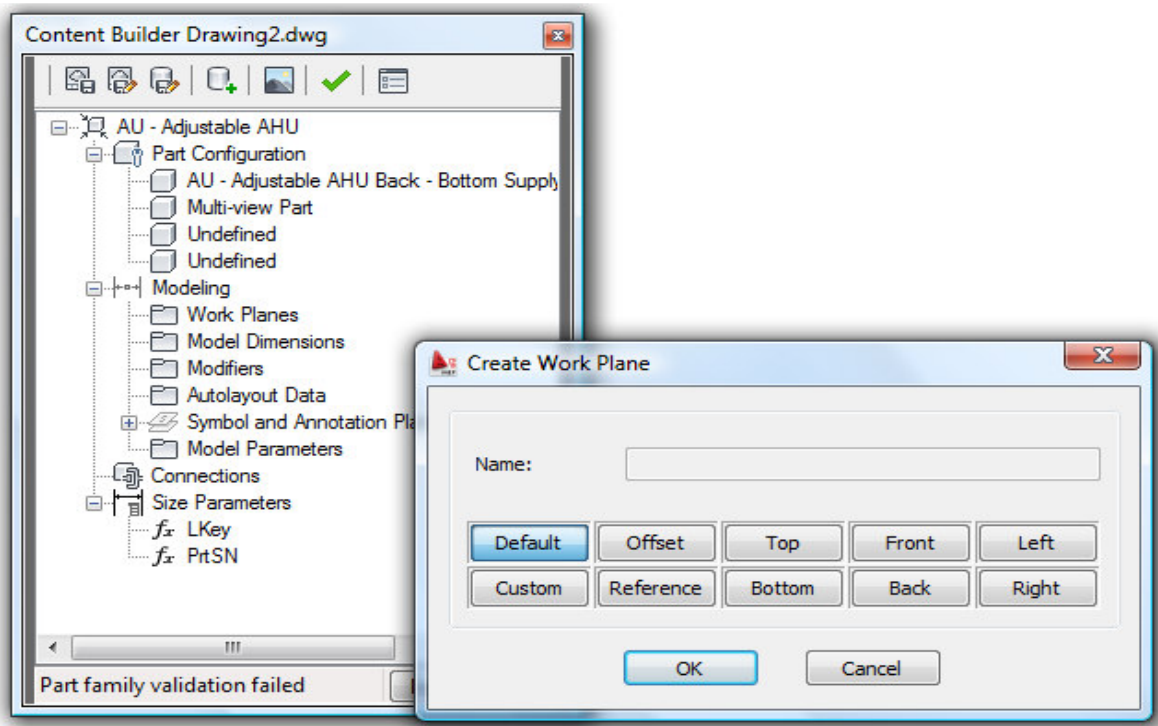 Content Builder Drawing2.dwg
AU - Adjustable AHU
Part Configuration
AU - Adjustable AHU Back - Bottom Supply
Multi-view Part
Undefined
Undefined
Modeling
Work Planes
Model Dimensions
Modifiers
Autolayout Data
Symbol and Annotation Pla
Model Parameters
Connections
Size Parameters
fx LKey
fx PrtSN
Part family validation failed
Create Work Plane
Name:
Default Offset Top Front Left
Custom Reference Bottom Back Right
OK Cancel